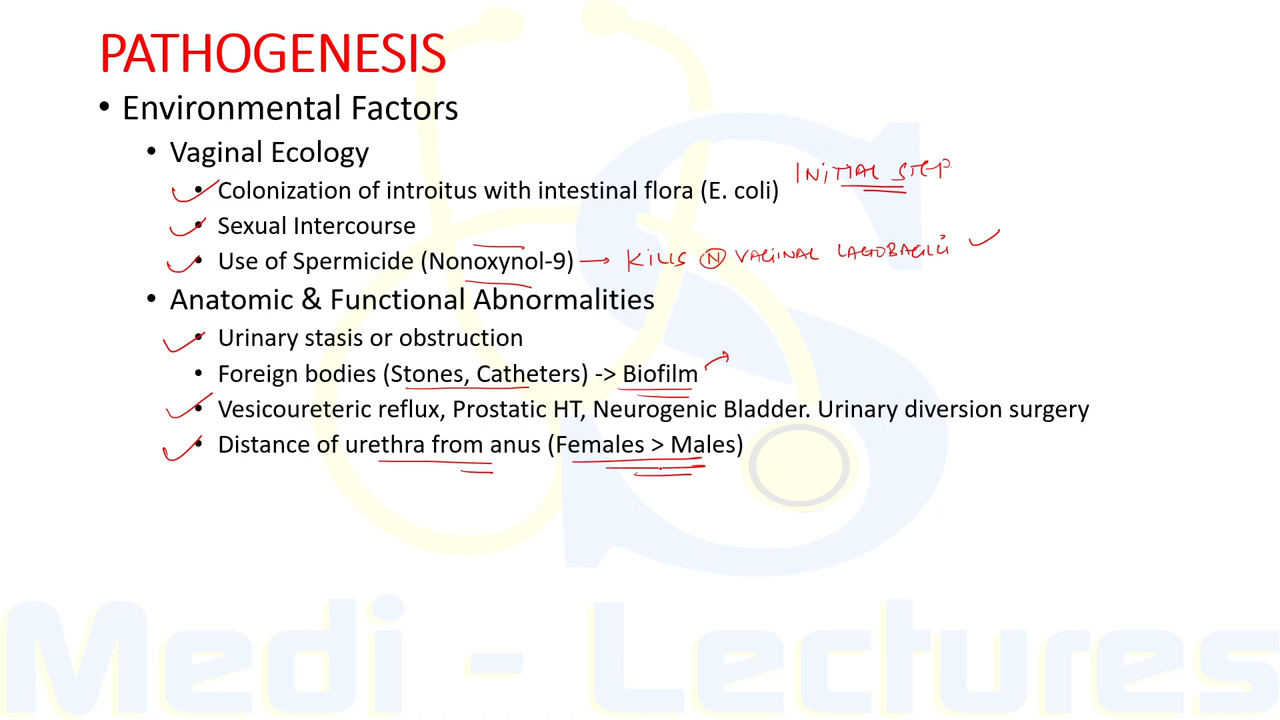 PATHOGENESIS
• Environmental Factors
• Vaginal Ecology
• Colonization of introitus with intestinal flora (E. coli) INITIAL STEP
• Sexual Intercourse
• Use of Spermicide (Nonoxynol-9) → KILLS Ⓝ VAGINAL LACTOBACILLI
• Anatomic & Functional Abnormalities
• Urinary stasis or obstruction
• Foreign bodies (Stones, Catheters) -> Biofilm
• Vesicoureteric reflux, Prostatic HT, Neurogenic Bladder. Urinary diversion surgery
• Distance of urethra from anus (Females > Males)
Medi - Lectures